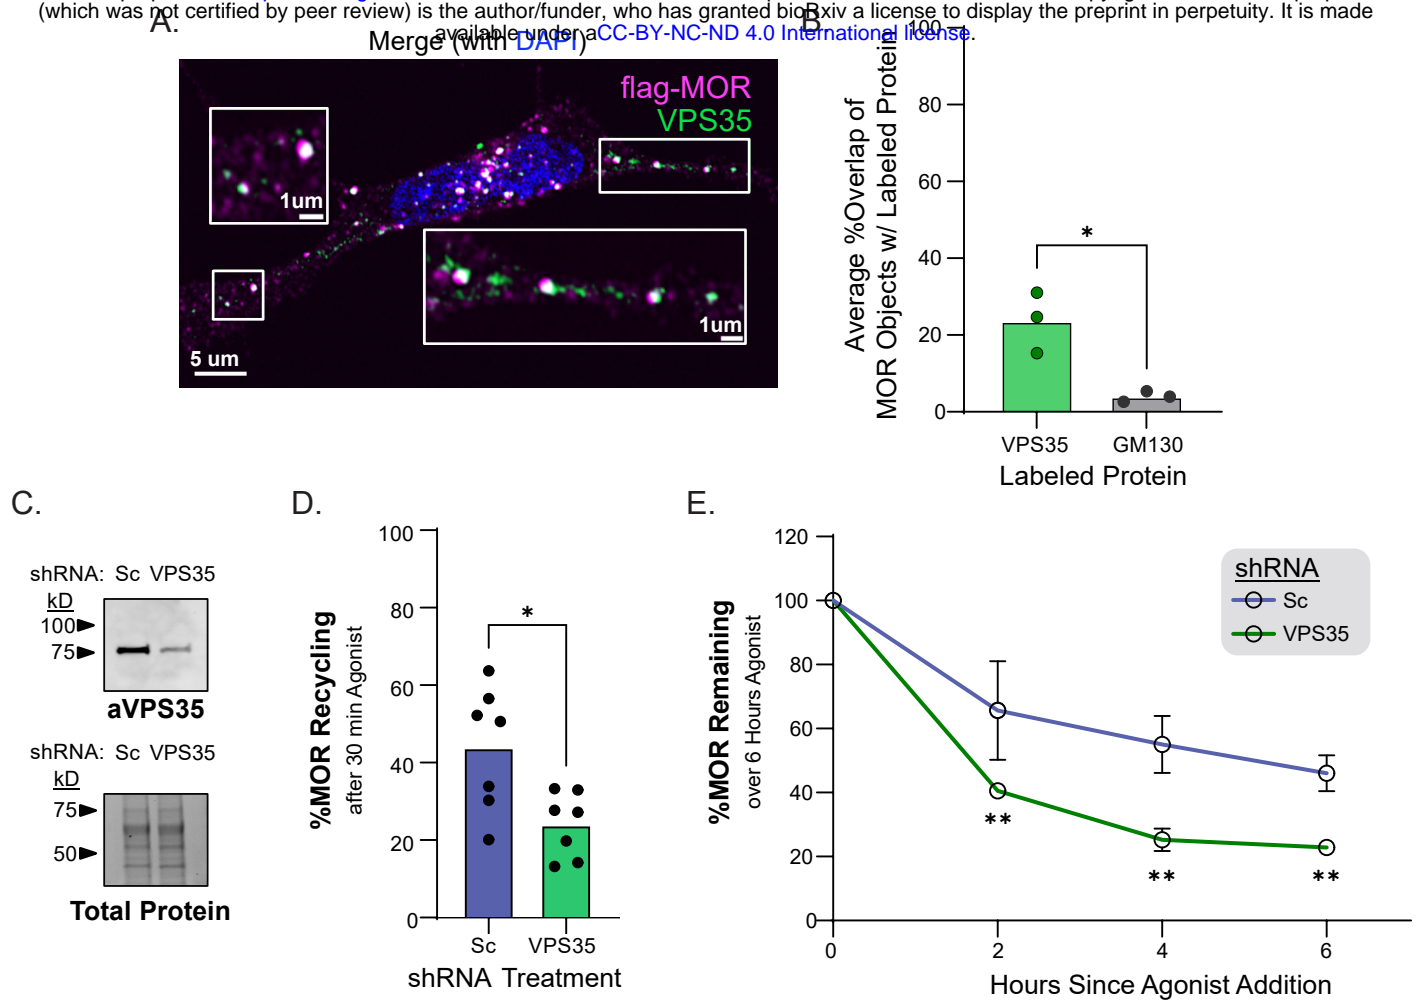 (which was not certified by peer review) is the author/funder, who has granted bioRxiv a license to display the preprint in perpetuity. It is made
available under aCC-BY-NC-ND 4.0 International license.
A.
Merge (with DAPI)
flag-MOR
VPS35
1um
1um
5 um
B.
Average %Overlap of
MOR Objects w/ Labeled Protein
100
80
60
40
20
0
*
VPS35
GM130
Labeled Protein
C.
shRNA: Sc VPS35
kD
100
75
aVPS35
shRNA: Sc VPS35
kD
75
50
Total Protein
D.
%MOR Recycling
after 30 min Agonist
100
80
60
40
20
0
*
Sc
VPS35
shRNA Treatment
E.
%MOR Remaining
over 6 Hours Agonist
120
100
80
60
40
20
0
shRNA
Sc
VPS35
**
**
**
0
2
4
6
Hours Since Agonist Addition